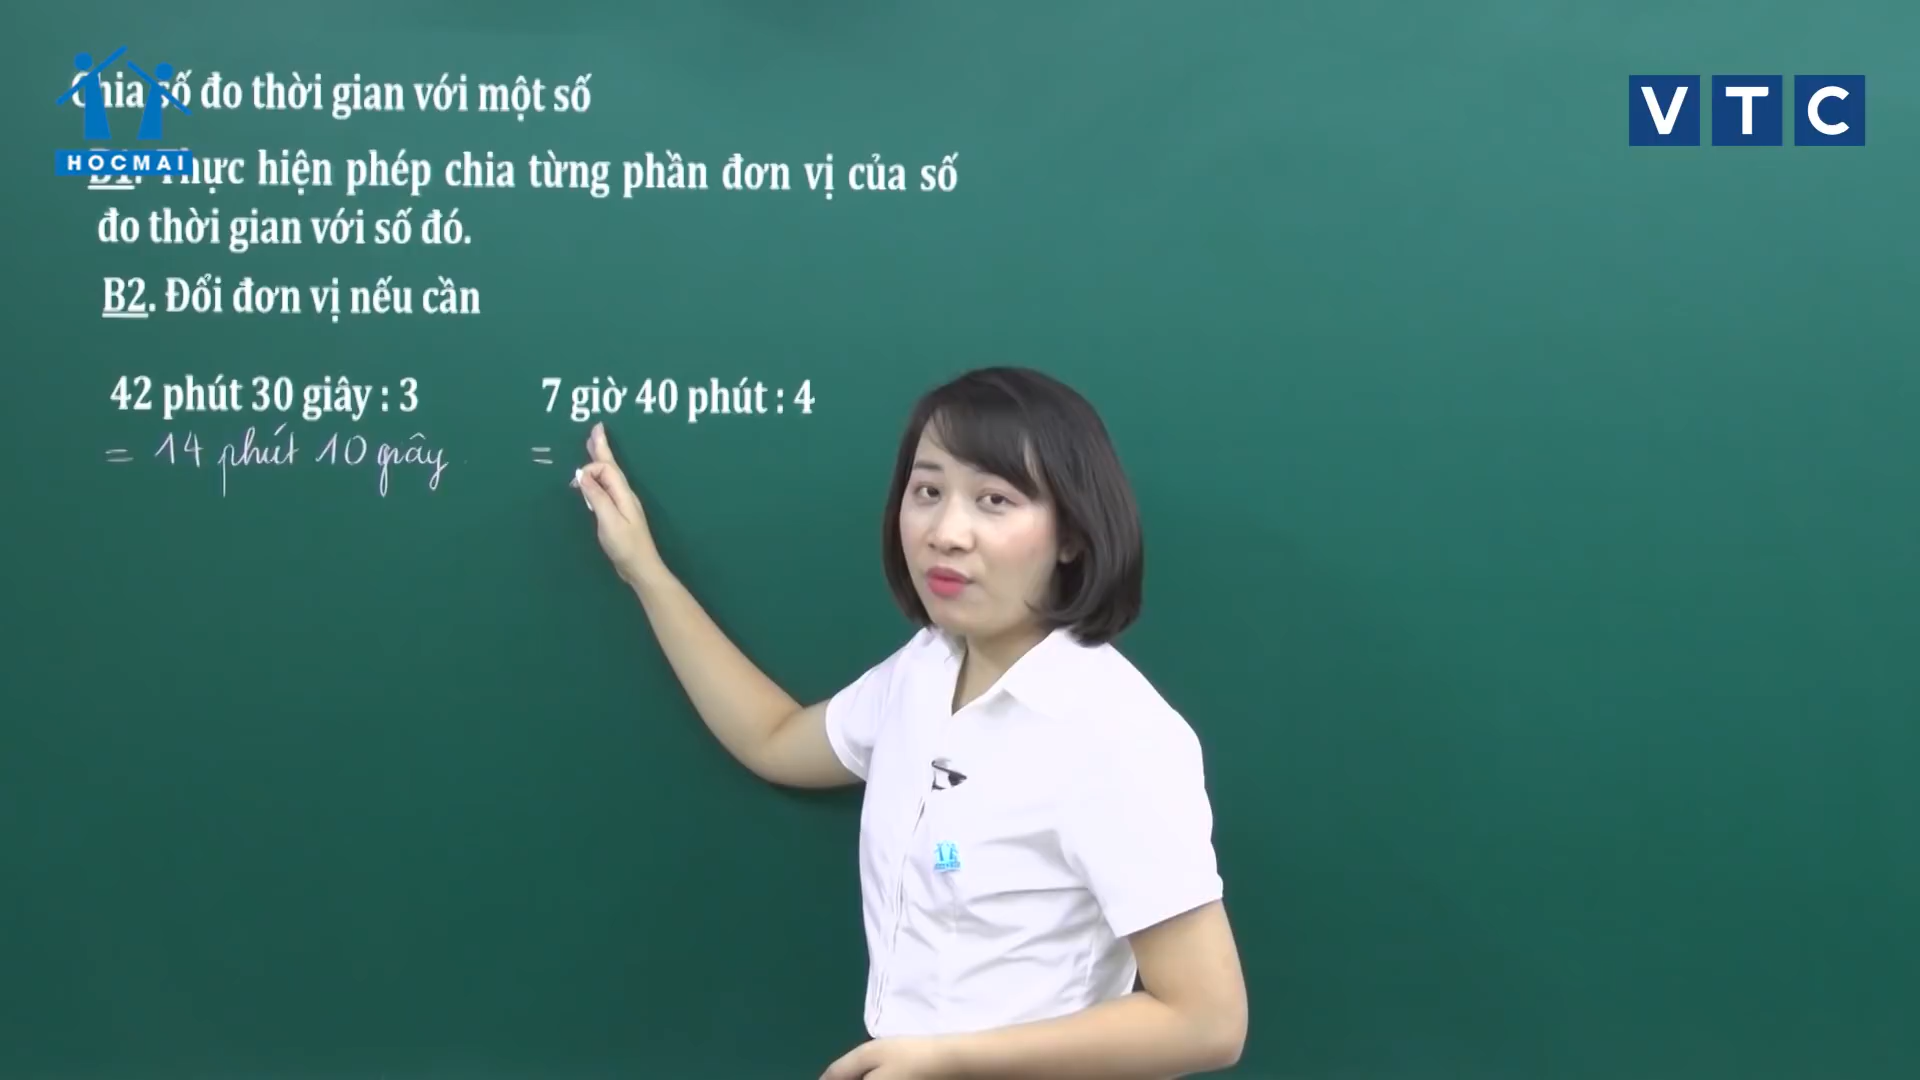 Chia số đo thời gian với một số
HOCMAI
VTC
B1. Thực hiện phép chia từng phần đơn vị của số
đo thời gian với số đó.
B2. Đổi đơn vị nếu cần
42 phút 30 giây : 3
7 giờ 40 phút : 4
= 14 phút 10 giây
=